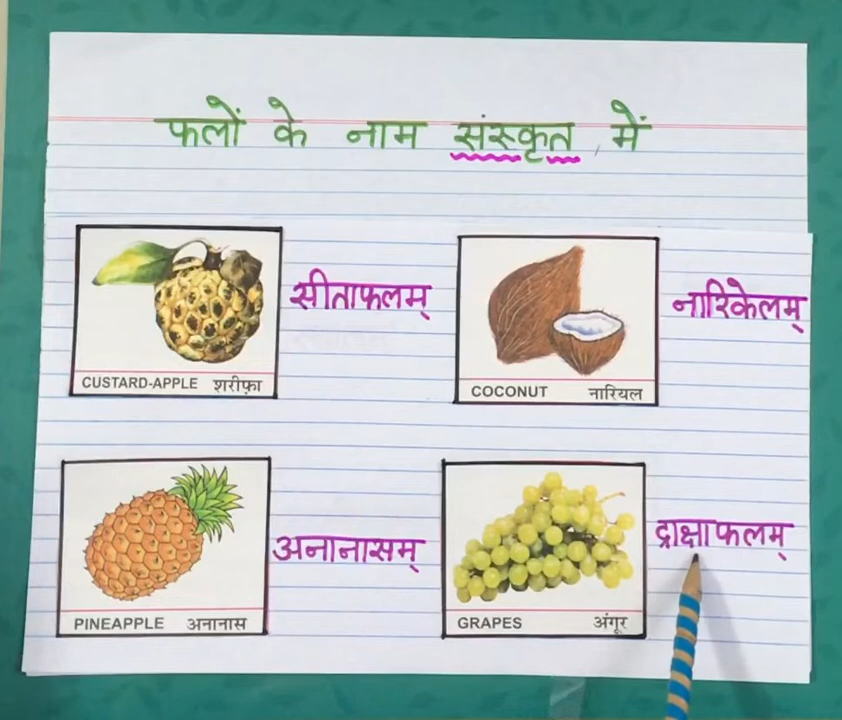 फलों के नाम संस्कृत में
सीताफलम्
CUSTARD-APPLE शरीफ़ा
नारिकेलम्
COCONUT नारियल
अनानासम्
PINEAPPLE अनानास
द्राक्षाफलम्
GRAPES अंगूर